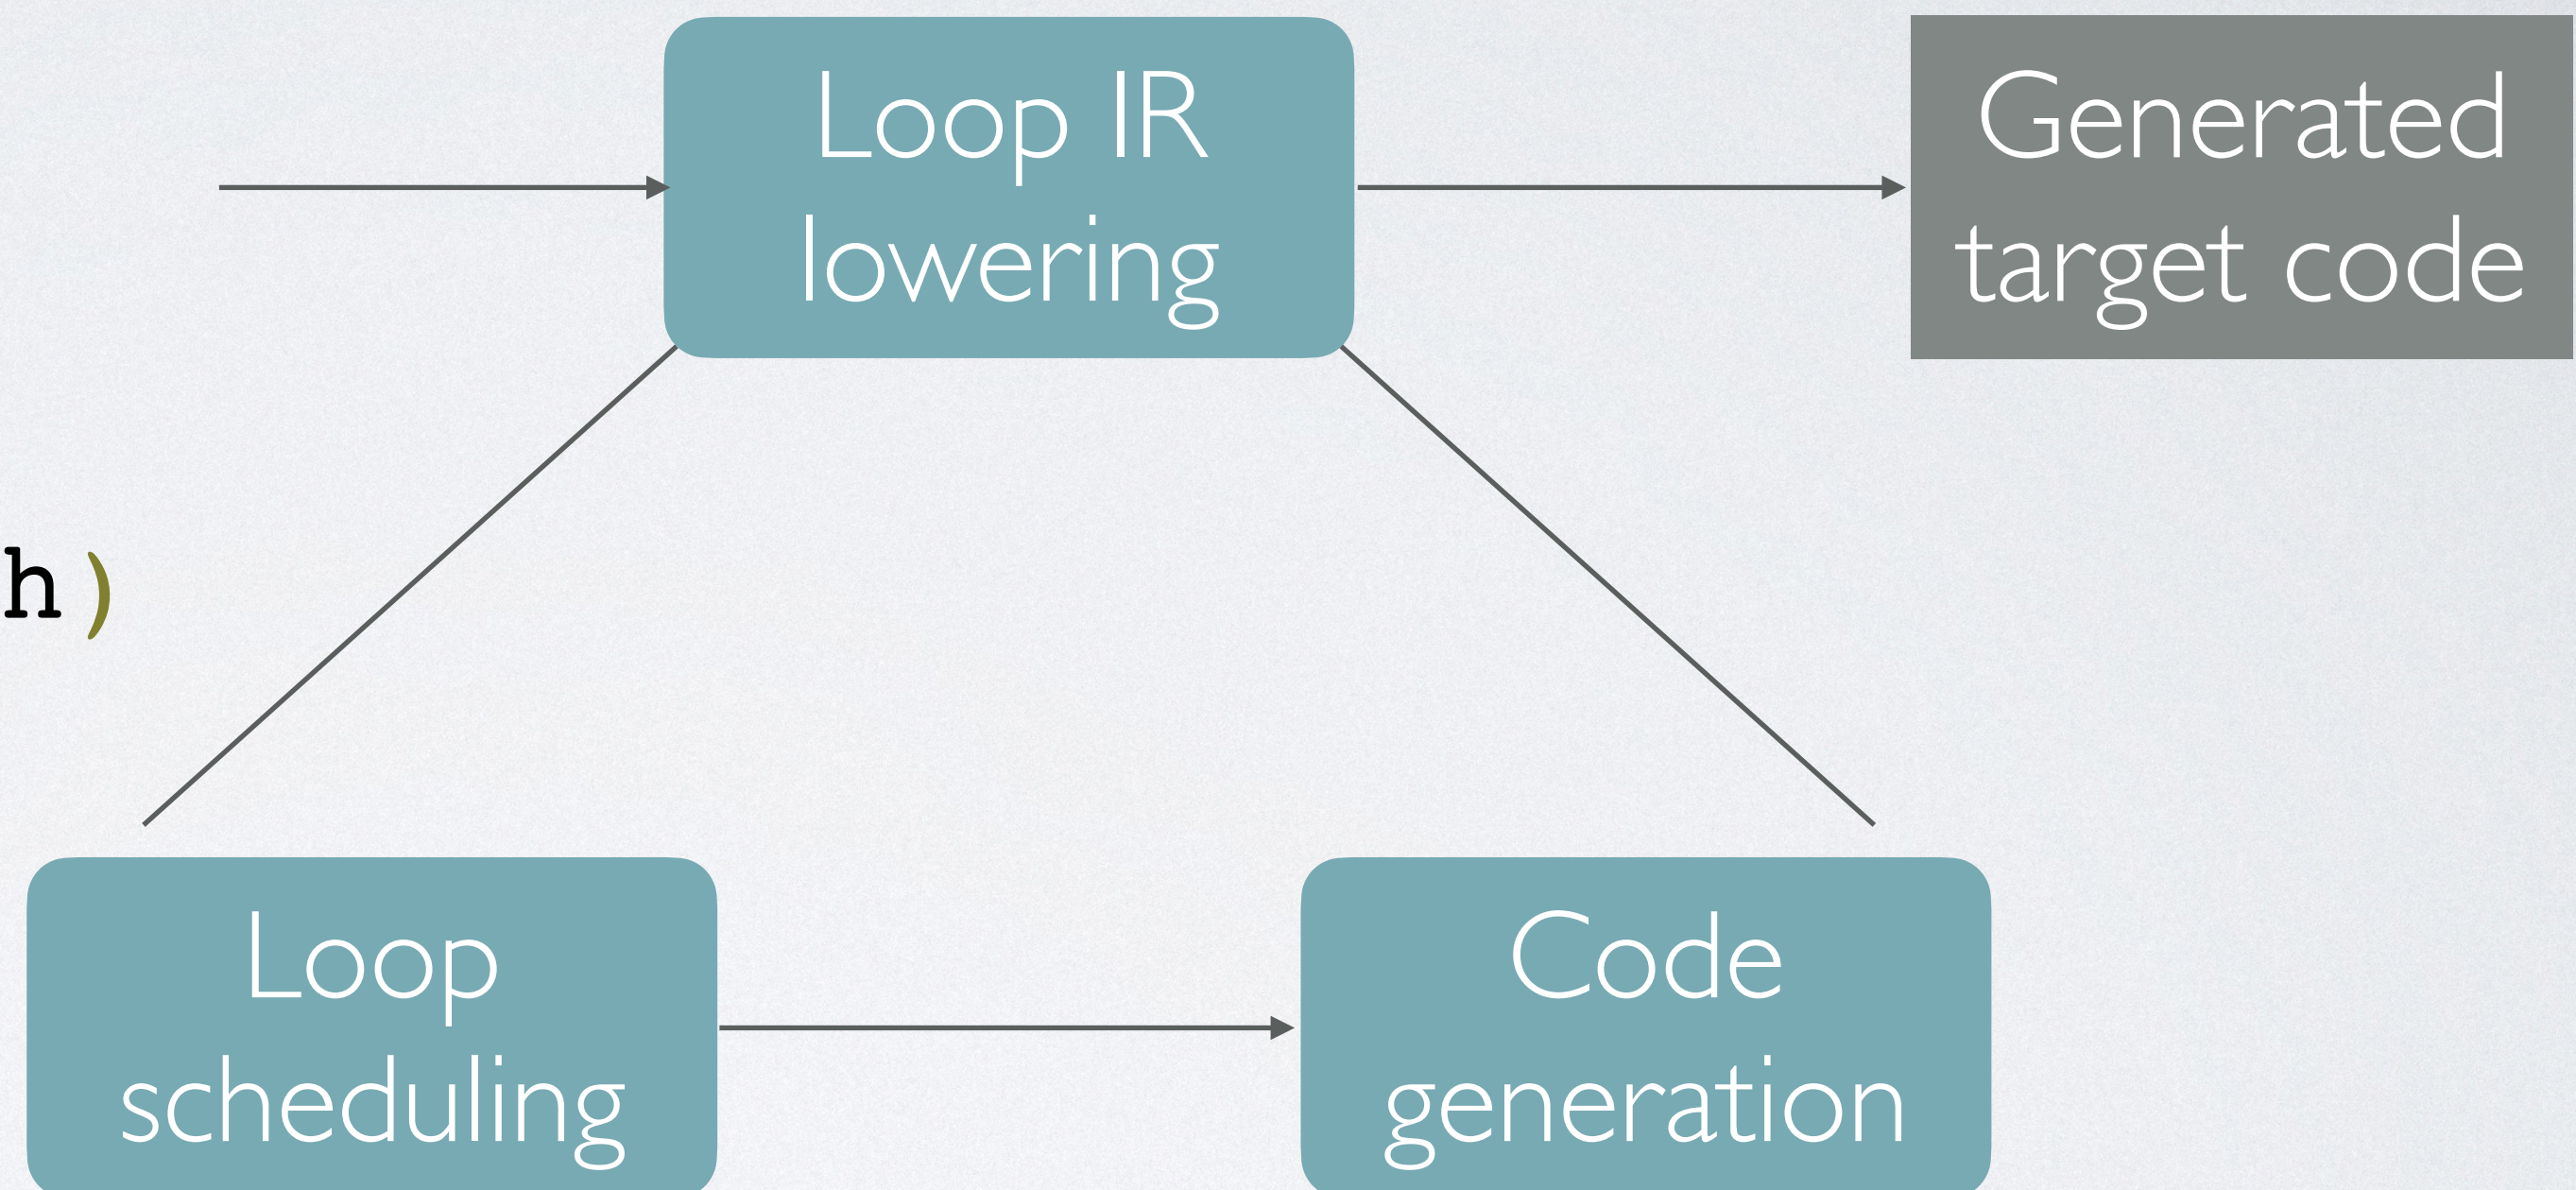 Loop IR
lowering
Generated
target code
h)
Loop
scheduling
Code
generation